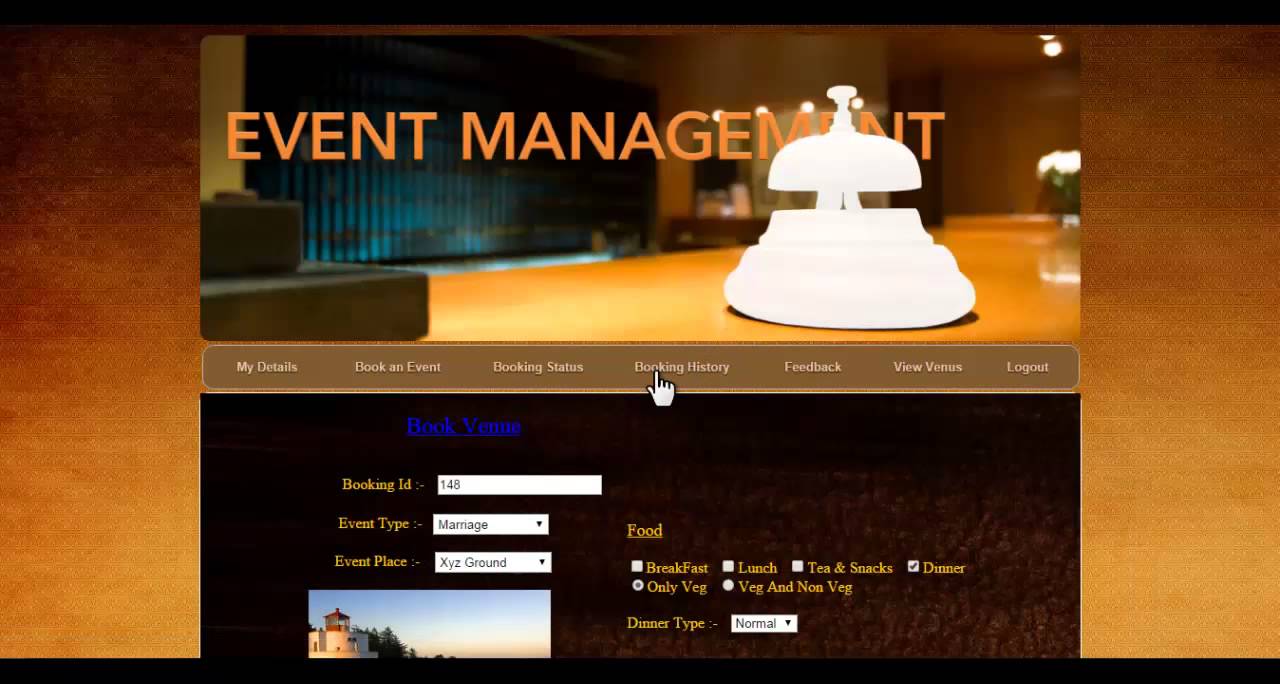 EVENT MANAGEMENT
My Details Book an Event Booking Status Booking History Feedback View Venus Logout
Book Venue
Booking Id :- 148
Event Type :- Marriage
Event Place :- Xyz Ground
Food
BreakFast Lunch Tea & Snacks Dinner
Only Veg Veg And Non Veg
Dinner Type :- Normal